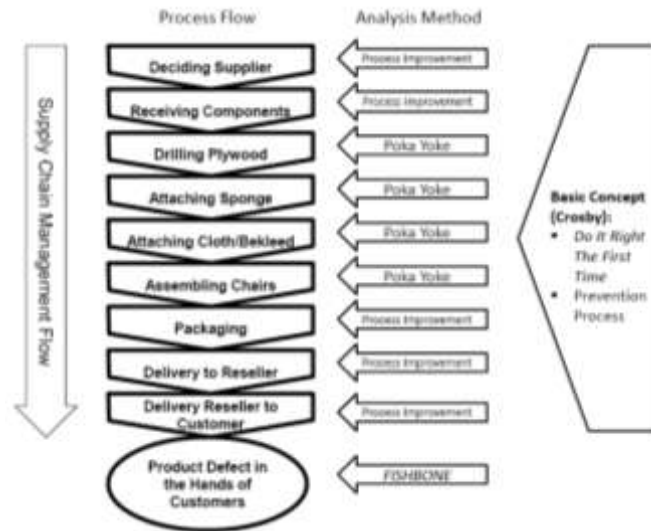 Process Flow
Analysis Method
Supply Chain Management Flow
Deciding Supplier
Process Improvement
Receiving Components
Process Improvement
Drilling Plywood
Poka Yoke
Attaching Sponge
Poka Yoke
Attaching Cloth/Bekleed
Poka Yoke
Assembling Chairs
Poka Yoke
Packaging
Process Improvement
Delivery to Reseller
Process Improvement
Delivery Reseller to
Customer
Process Improvement
Product Defect in
the Hands of
Customers
FISHBONE
Basic Concept
(Crosby):
▪ Do It Right
The First
Time
▪ Prevention
Process